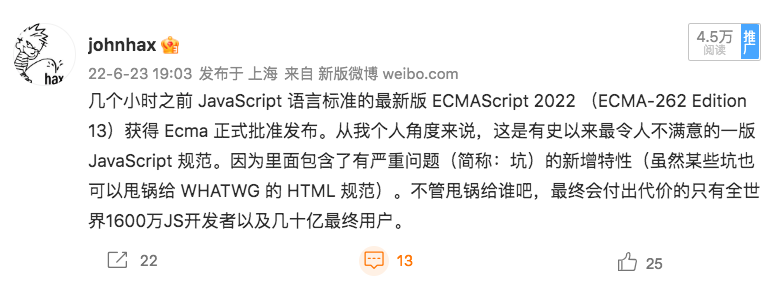 johnhax
4.5万
阅读
推广
hax
22-6-23 19:03 发布于 上海 来自 新版微博 weibo.com
几个小时之前 JavaScript 语言标准的最新版 ECMAScript 2022 （ECMA-262 Edition
13）获得 Ecma 正式批准发布。从我个人角度来说，这是有史以来最令人不满意的一版
JavaScript 规范。因为里面包含了有严重问题（简称：坑）的新增特性（虽然某些坑也
可以甩锅给 WHATWG 的 HTML 规范）。不管甩锅给谁吧，最终会付出代价的只有全世
界1600万JS开发者以及几十亿最终用户。
22
13
25